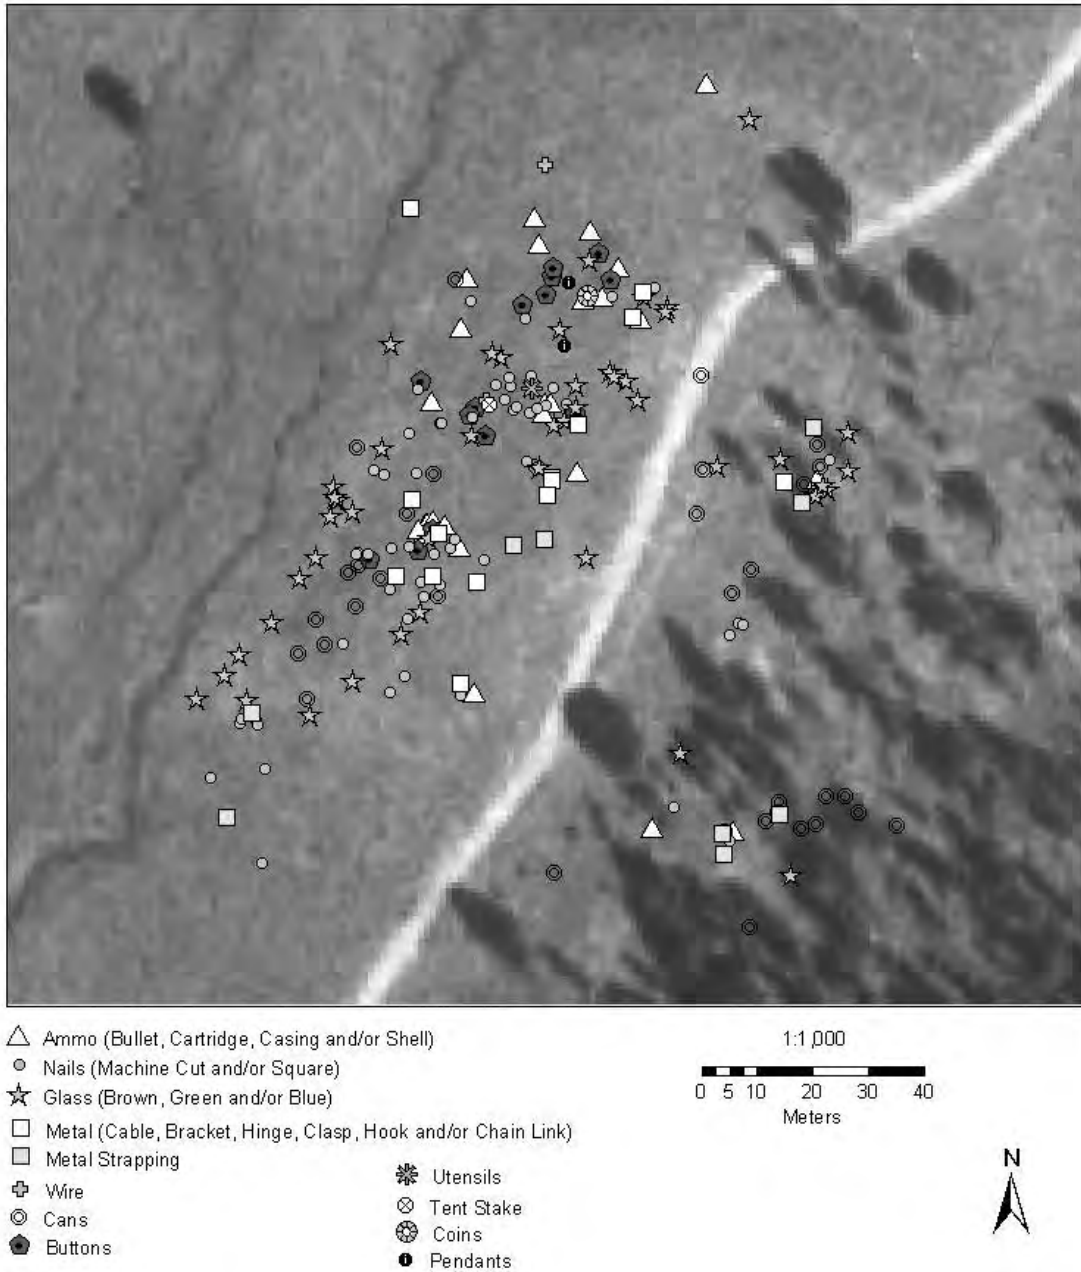 Ammo (Bullet, Cartridge, Casing and/or Shell)
Nails (Machine Cut and/or Square)
Glass (Brown, Green and/or Blue)
Metal (Cable, Bracket, Hinge, Clasp, Hook and/or Chain Link)
Metal Strapping
Wire
Cans
Buttons
Utensils
Tent Stake
Coins
Pendants
1:1,000
0 5 10 20 30 40
Meters
N